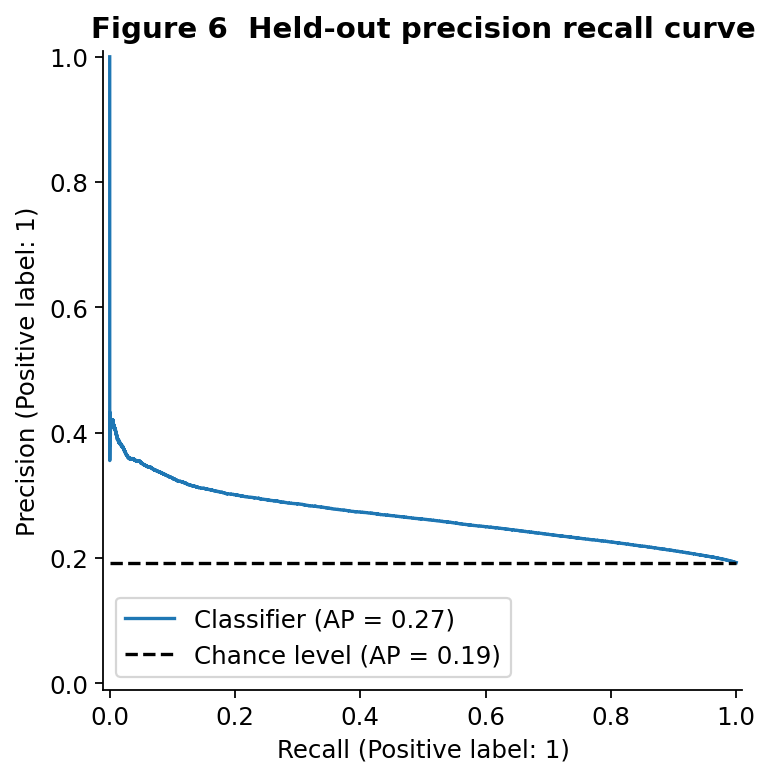 Figure 6  Held-out precision recall curve
Precision (Positive label: 1)
1.0
0.8
0.6
0.4
0.2
0.0
Classifier (AP = 0.27)
Chance level (AP = 0.19)
0.0 0.2 0.4 0.6 0.8 1.0
Recall (Positive label: 1)